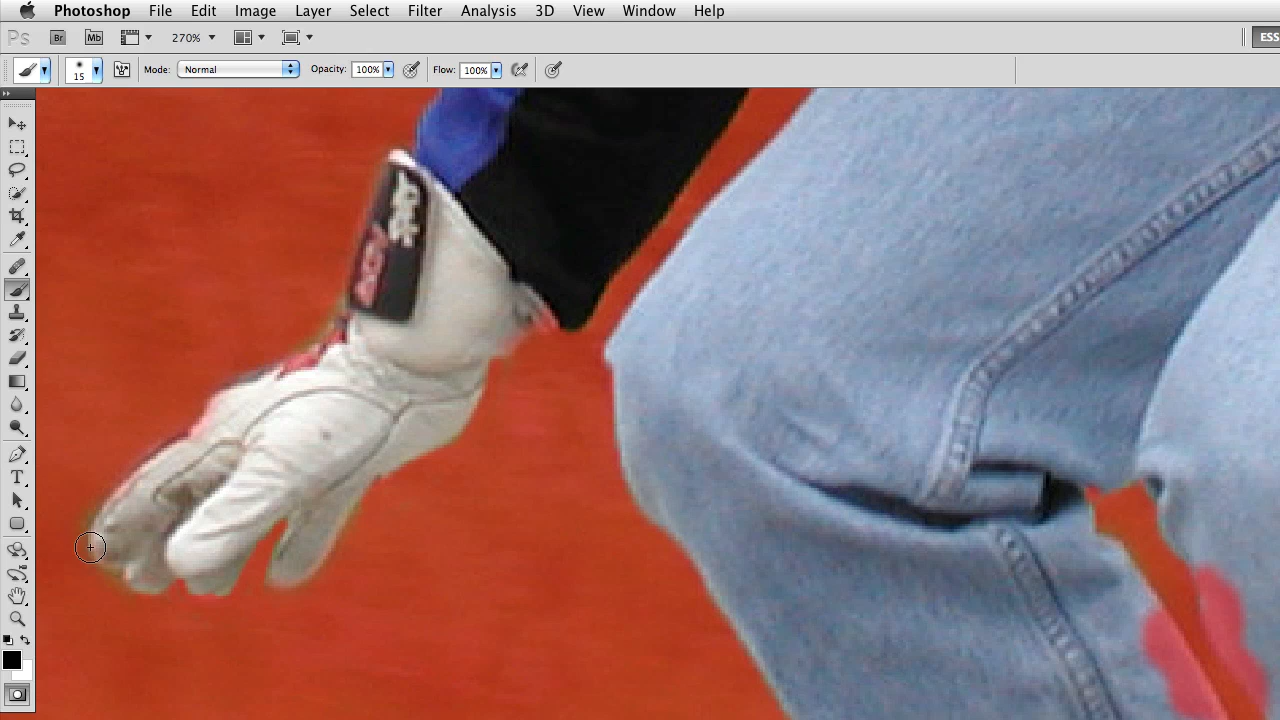 Photoshop File Edit Image Layer Select Filter Analysis 3D View Window Help
Ps Br Mb 270% ESS
15 Mode: Normal Opacity: 100% Flow: 100%
T